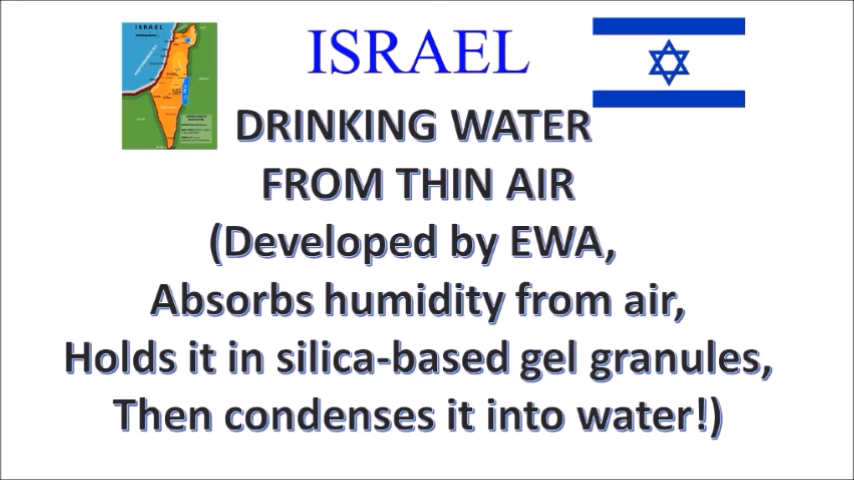 ISRAEL
ISRAEL
DRINKING WATER
FROM THIN AIR
(Developed by EWA,
Absorbs humidity from air,
Holds it in silica-based gel granules,
Then condenses it into water!)